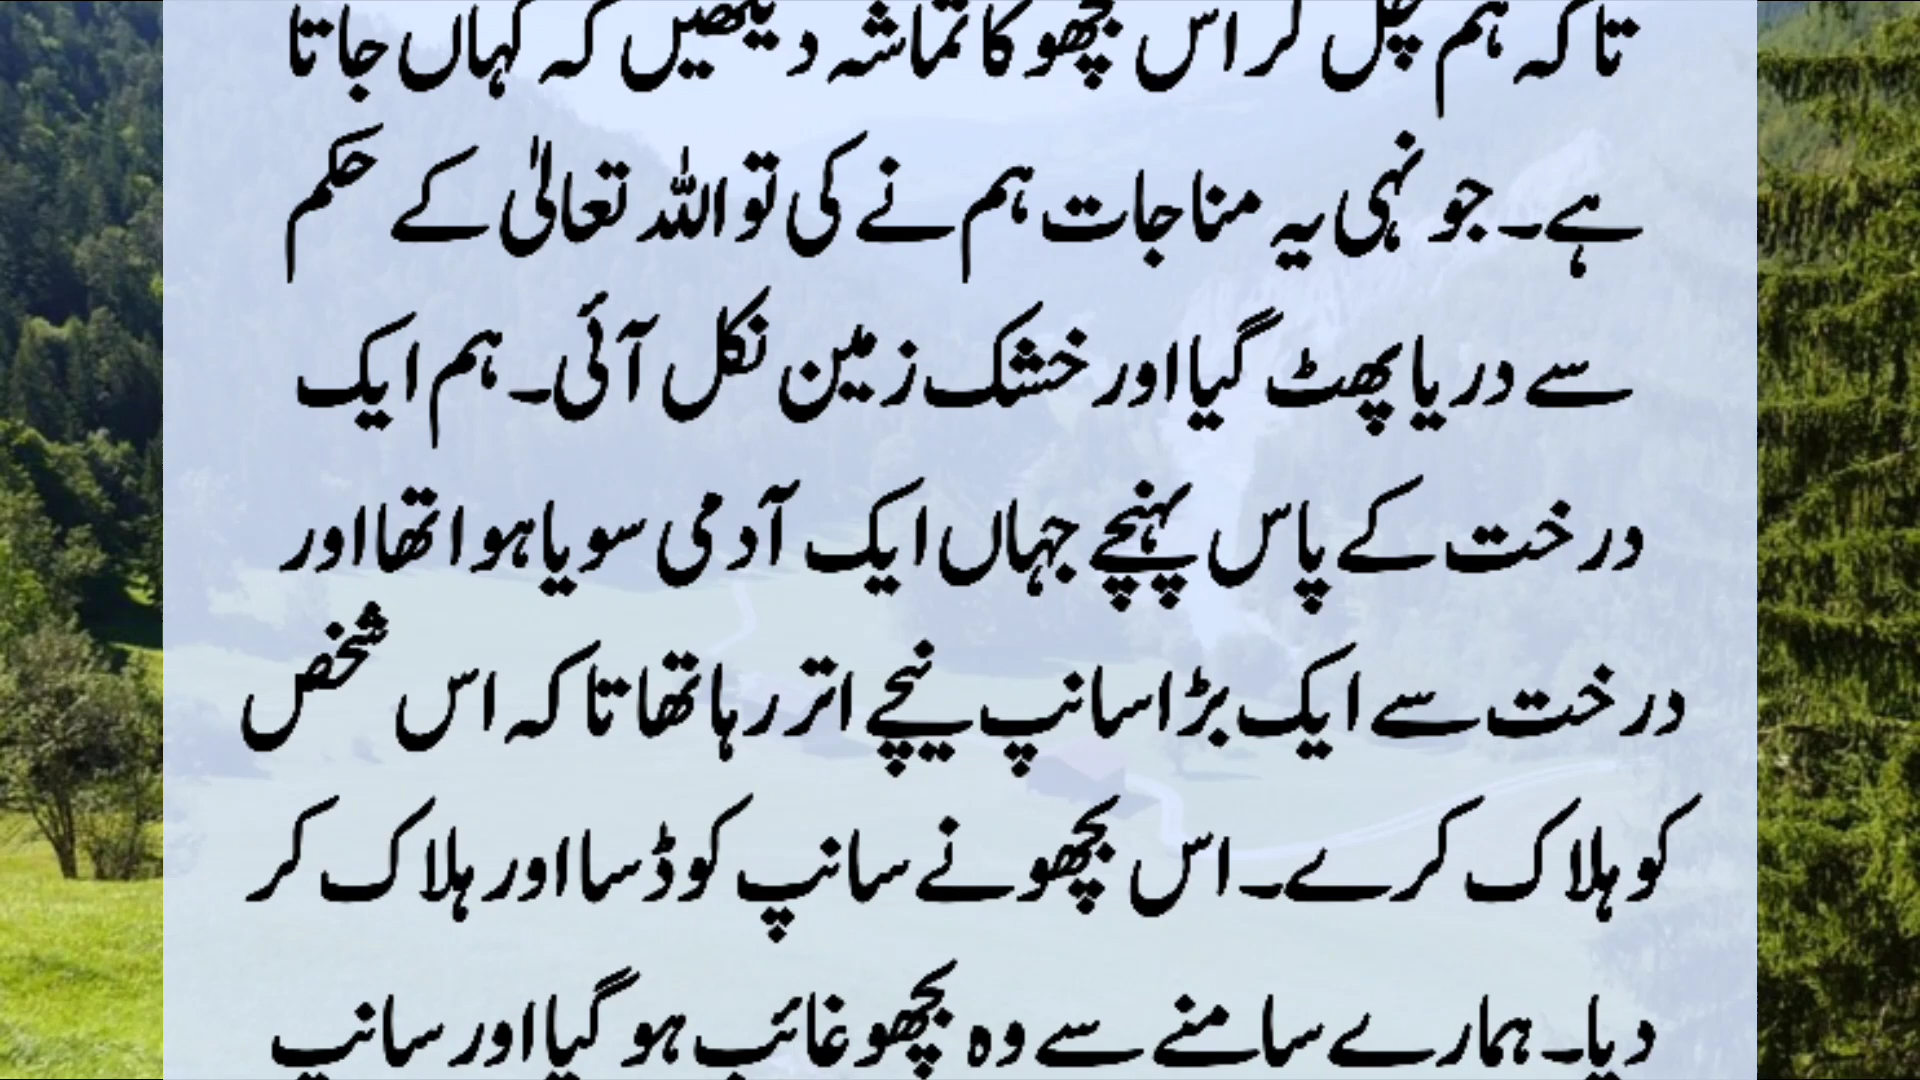 تاکہ ہم چل کر اس بچھو کا تماشہ دیکھیں کہ کہاں جاتا
ہے۔ جونہی یہ مناجات ہم نے کی تو اللہ تعالیٰ کے حکم
سے دریا پھٹ گیا اور خشک زمین نکل آئی۔ ہم ایک
درخت کے پاس پہنچے جہاں ایک آدمی سویا ہوا تھا اور
درخت سے ایک بڑا سانپ نیچے اتر رہا تھا تاکہ اس شخص
کو ہلاک کرے۔ اس بچھو نے سانپ کو ڈسا اور ہلاک کر
دیا۔ ہمارے سامنے سے وہ بچھو غائب ہو گیا اور سانپ